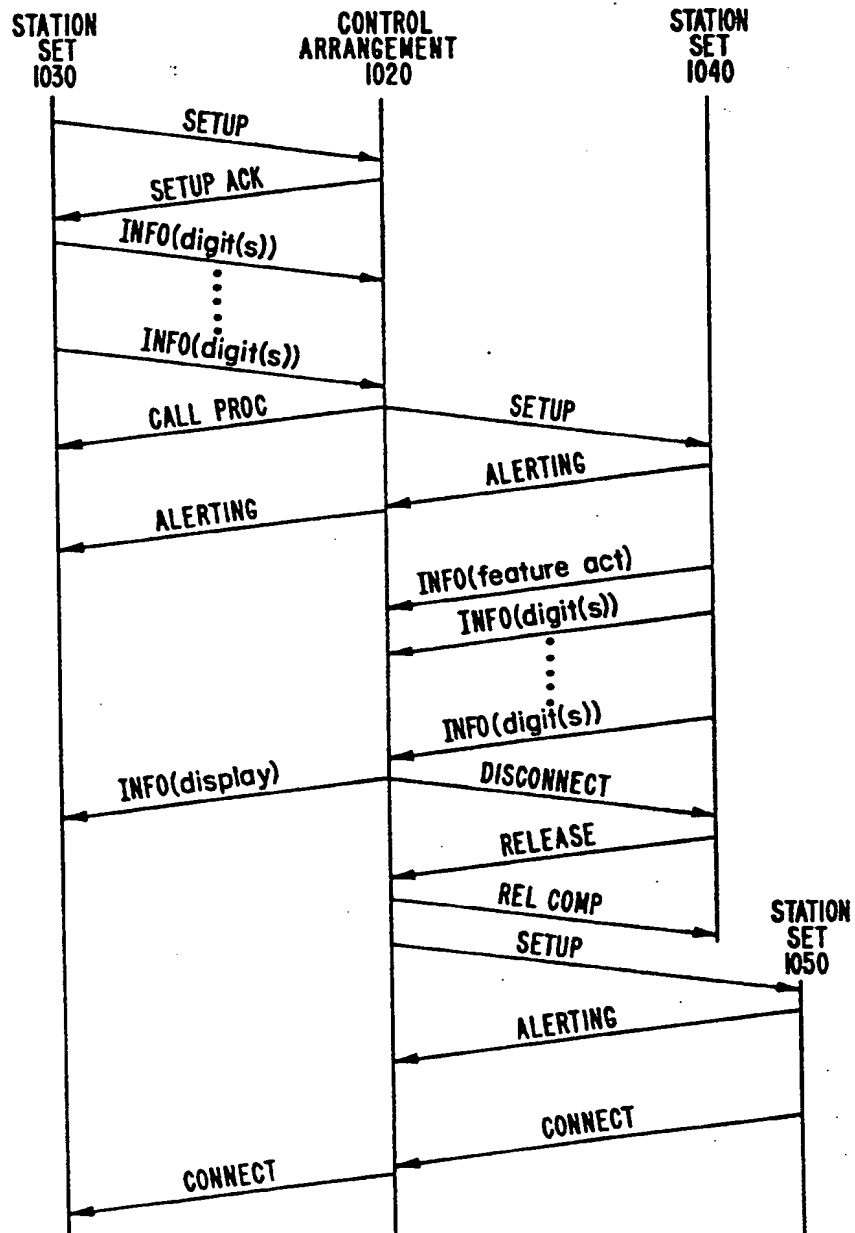 STATION
SET
1030
CONTROL
ARRANGEMENT
1020
STATION
SET
1040
SETUP
SETUP ACK
INFO(digit(s))
INFO(digit(s))
CALL PROC
SETUP
ALERTING
ALERTING
INFO(feature act)
INFO(digit(s))
INFO(digit(s))
INFO(display)
DISCONNECT
RELEASE
REL COMP
STATION
SET
1050
SETUP
ALERTING
CONNECT
CONNECT